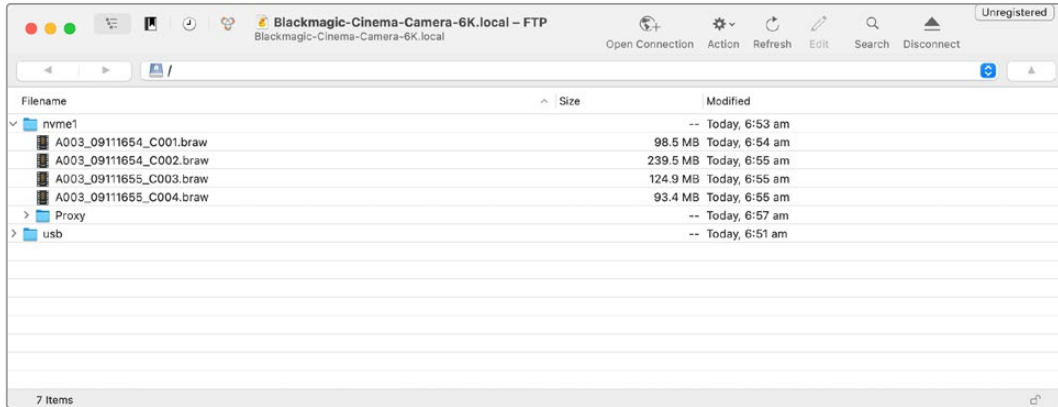 Blackmagic-Cinema-Camera-6K.local – FTP
Blackmagic-Cinema-Camera-6K.local
Unregistered
Open Connection Action Refresh Edit Search Disconnect
/
Filename Size Modified
nvme1 -- Today, 6:53 am
A003_09111654_C001.braw 98.5 MB Today, 6:54 am
A003_09111654_C002.braw 239.5 MB Today, 6:55 am
A003_09111655_C003.braw 124.9 MB Today, 6:55 am
A003_09111655_C004.braw 93.4 MB Today, 6:55 am
Proxy -- Today, 6:57 am
usb -- Today, 6:51 am
7 Items